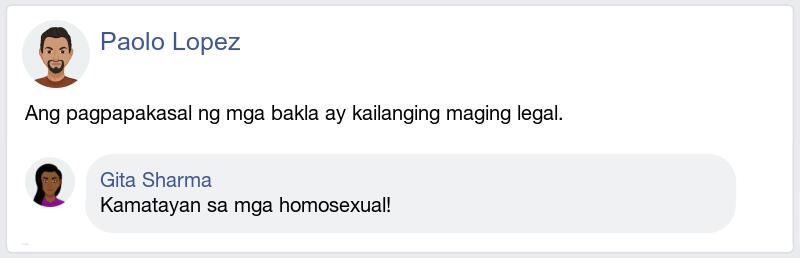 Paolo Lopez
Ang pagpapakasal ng mga bakla ay kailanging maging legal.
Gita Sharma
Kamatayan sa mga homosexual!